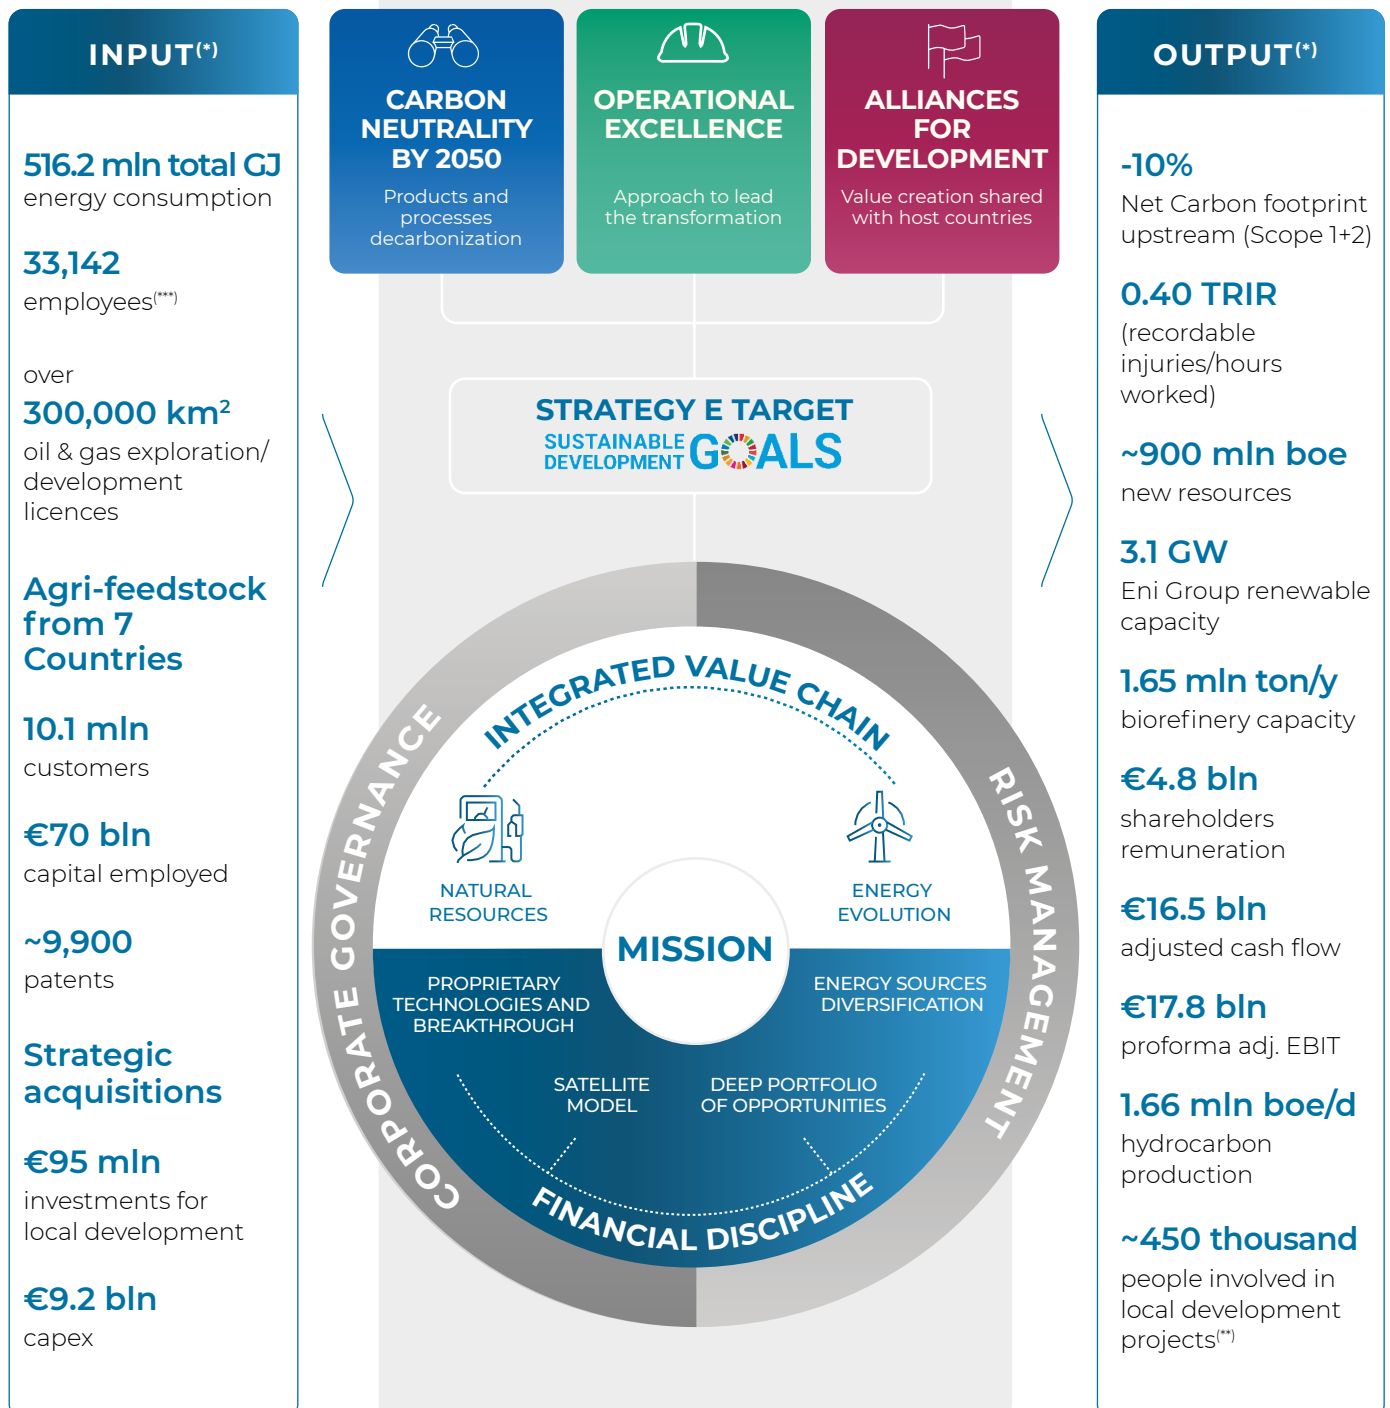 INPUT(*)
516.2 mln total GJ
energy consumption
33,142
employees(***)
over
300,000 km²
oil & gas exploration/
development
licences
Agri-feedstock
from 7
Countries
10.1 mln
customers
€70 bln
capital employed
~9,900
patents
Strategic
acquisitions
€95 mln
investments for
local development
€9.2 bln
capex
CARBON
NEUTRALITY
BY 2050
Products and
processes
decarbonization
OPERATIONAL
EXCELLENCE
Approach to lead
the transformation
ALLIANCES
FOR
DEVELOPMENT
Value creation shared
with host countries
STRATEGY E TARGET
SUSTAINABLE
DEVELOPMENT
GOALS
CORPORATE GOVERNANCE
RISK MANAGEMENT
INTEGRATED VALUE CHAIN
NATURAL
RESOURCES
ENERGY
EVOLUTION
MISSION
PROPRIETARY
TECHNOLOGIES AND
BREAKTHROUGH
ENERGY SOURCES
DIVERSIFICATION
SATELLITE
MODEL
DEEP PORTFOLIO
OF OPPORTUNITIES
FINANCIAL DISCIPLINE
OUTPUT(*)
-10%
Net Carbon footprint
upstream (Scope 1+2)
0.40 TRIR
(recordable
injuries/hours
worked)
~900 mln boe
new resources
3.1 GW
Eni Group renewable
capacity
1.65 mln ton/y
biorefinery capacity
€4.8 bln
shareholders
remuneration
€16.5 bln
adjusted cash flow
€17.8 bln
proforma adj. EBIT
1.66 mln boe/d
hydrocarbon
production
~450 thousand
people involved in
local development
projects(**)